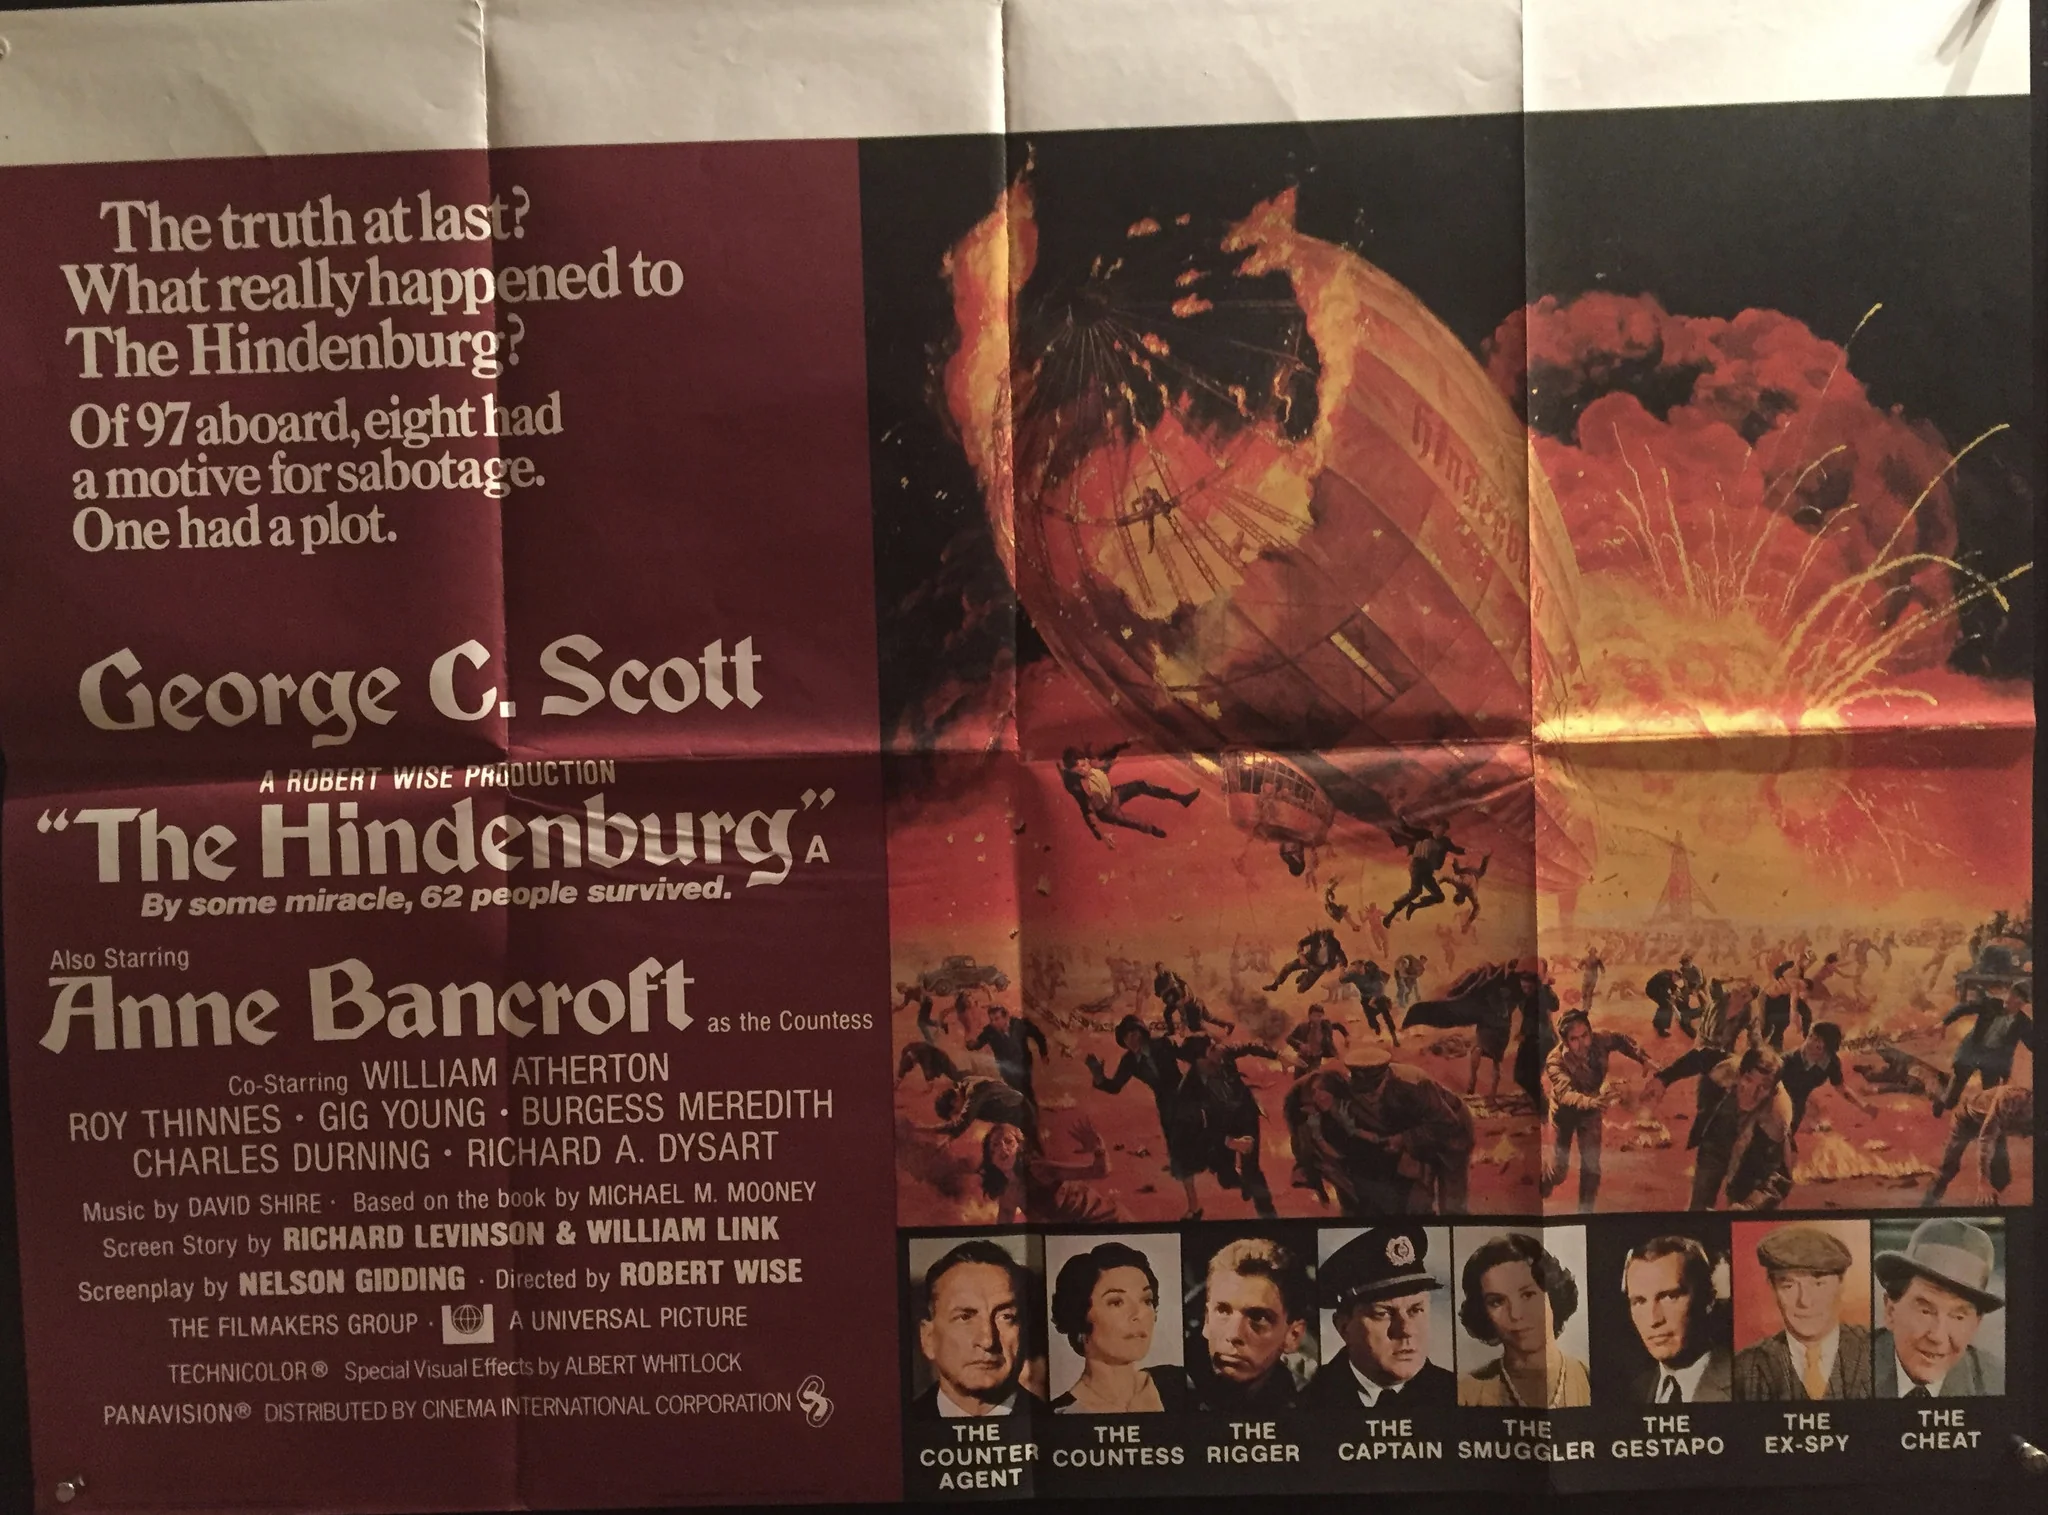 The truth at last?
What really happened to
The Hindenburg?
Of 97 aboard, eight had
a motive for sabotage.
One had a plot.
George C. Scott
A ROBERT WISE PRODUCTION
"The Hindenburg" A
By some miracle, 62 people survived.
Also Starring
Anne Bancroft as the Countess
Co-Starring WILLIAM ATHERTON
ROY THINNES · GIG YOUNG · BURGESS MEREDITH
CHARLES DURNING · RICHARD A. DYSART
Music by DAVID SHIRE · Based on the book by MICHAEL M. MOONEY
Screen Story by RICHARD LEVINSON & WILLIAM LINK
Screenplay by NELSON GIDDING · Directed by ROBERT WISE
THE FILMAKERS GROUP · A UNIVERSAL PICTURE
TECHNICOLOR® Special Visual Effects by ALBERT WHITLOCK
PANAVISION® DISTRIBUTED BY CINEMA INTERNATIONAL CORPORATION
Hindenburg
THE
COUNTER
AGENT
THE
COUNTESS
THE
RIGGER
THE
CAPTAIN
THE
SMUGGLER
THE
GESTAPO
THE
EX-SPY
THE
CHEAT